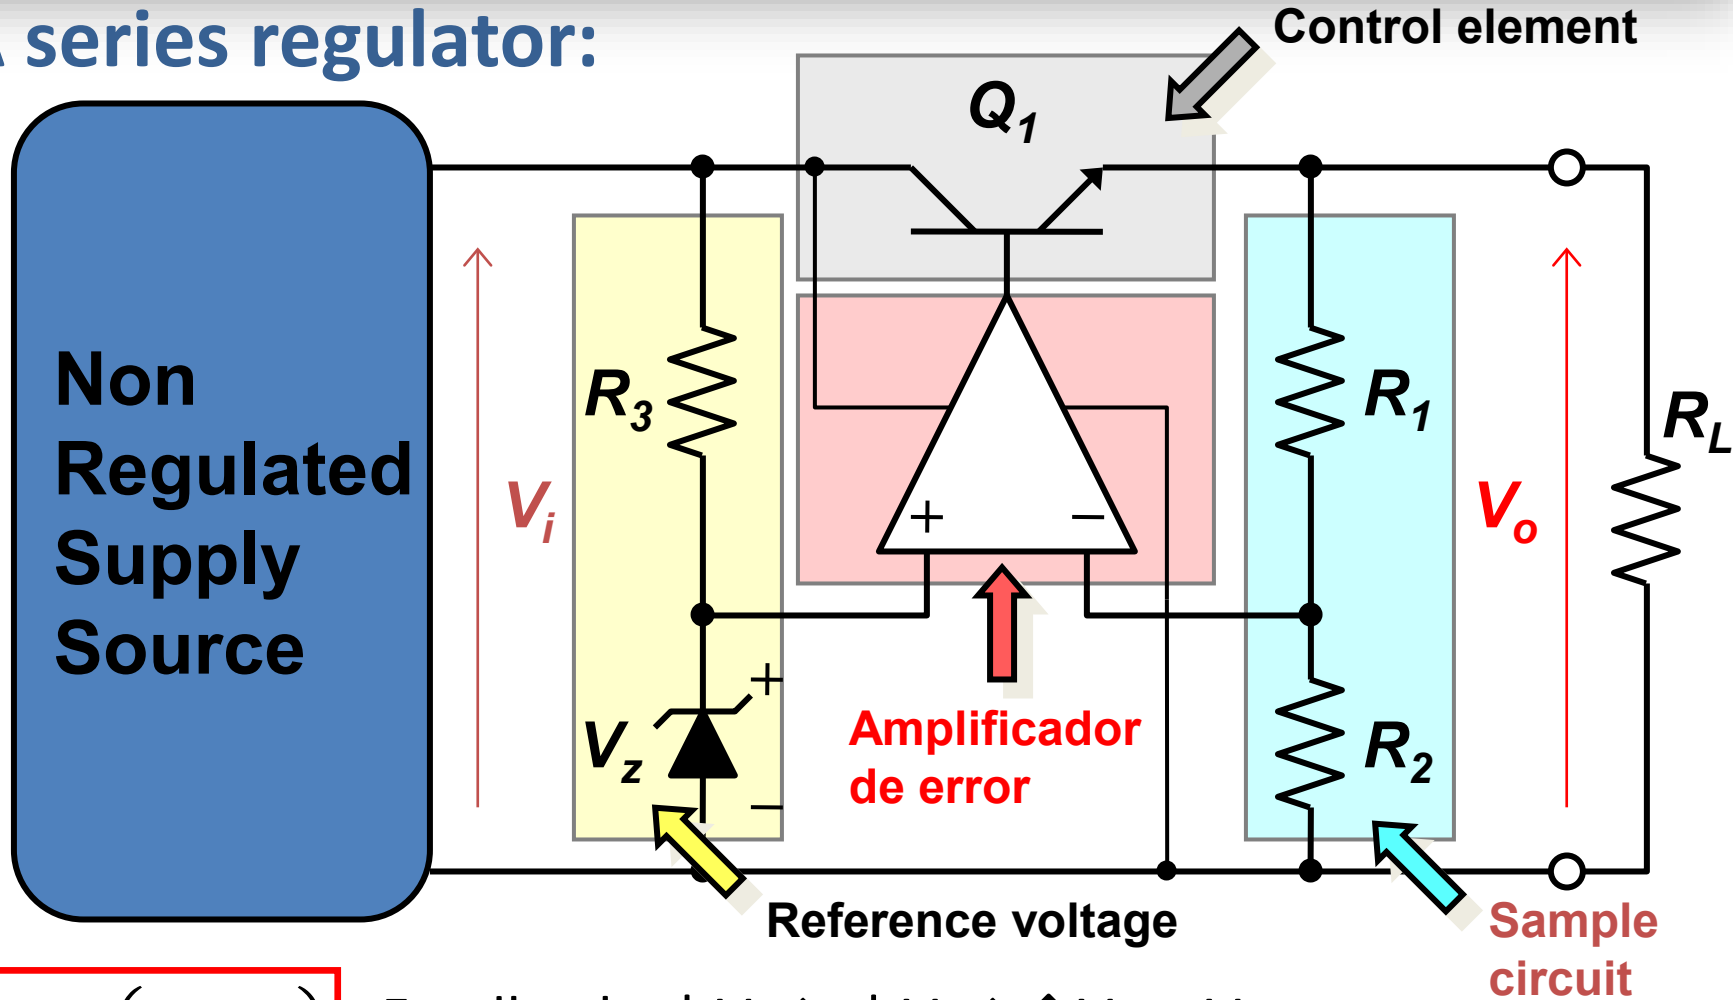 series regulator:
Control element
Q1
Non
Regulated
Supply
Source
Vi
R3
+
−
R1
RL
Vo
+
Vz
−
Amplificador
de error
R2
Reference voltage
Sample
circuit